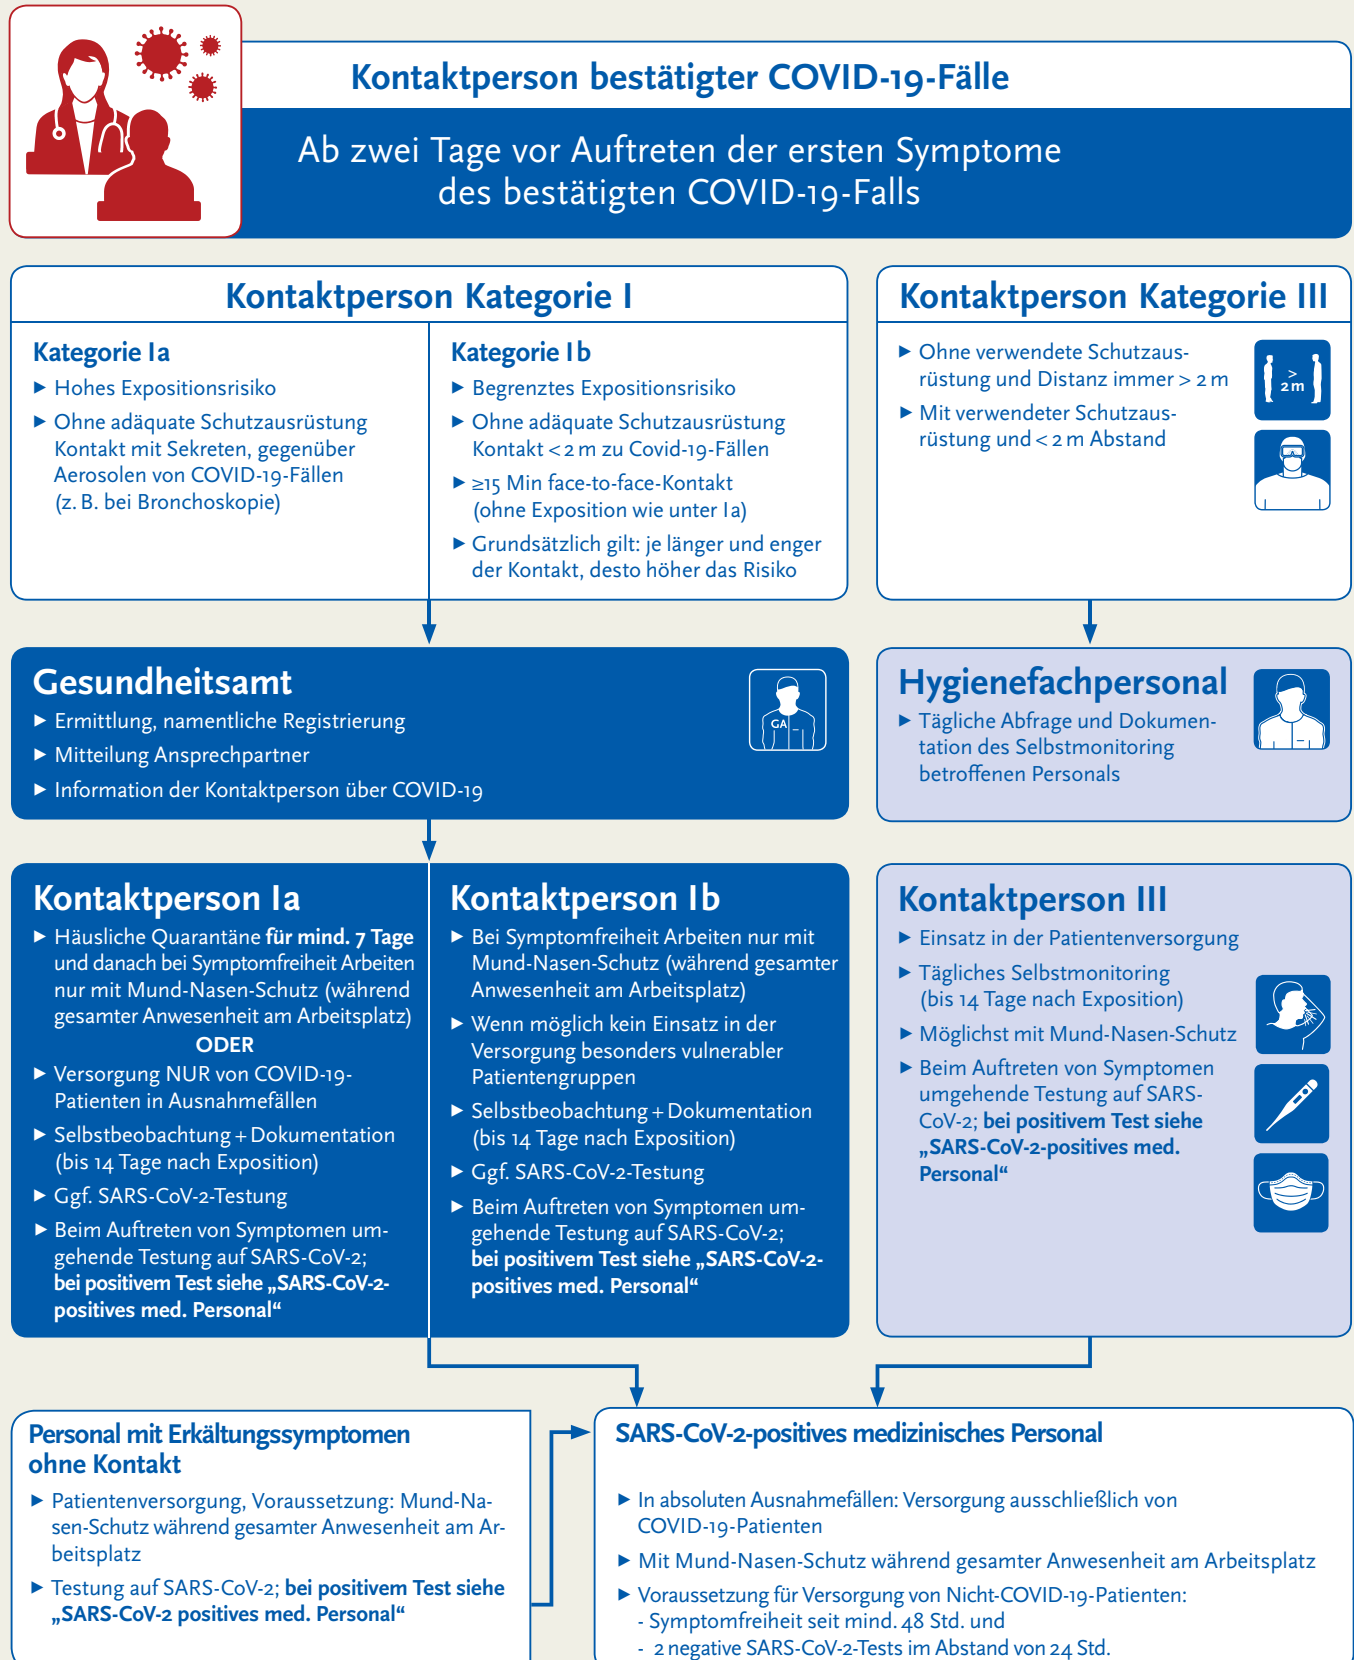 Kontaktperson bestätigter COVID-19-Fälle
Ab zwei Tage vor Auftreten der ersten Symptome
des bestätigten COVID-19-Falls
Kontaktperson Kategorie I
Kategorie Ia
► Hohes Expositionsrisiko
► Ohne adäquate Schutzausrüstung
Kontakt mit Sekreten, gegenüber
Aerosolen von COVID-19-Fällen
(z. B. bei Bronchoskopie)
Kategorie Ib
► Begrenztes Expositionsrisiko
► Ohne adäquate Schutzausrüstung
Kontakt < 2 m zu Covid-19-Fällen
► ≥15 Min face-to-face-Kontakt
(ohne Exposition wie unter Ia)
► Grundsätzlich gilt: je länger und enger
der Kontakt, desto höher das Risiko
Kontaktperson Kategorie III
► Ohne verwendete Schutzaus-
rüstung und Distanz immer > 2 m
► Mit verwendeter Schutzaus-
rüstung und < 2 m Abstand
>
2 m
Gesundheitsamt
► Ermittlung, namentliche Registrierung
► Mitteilung Ansprechpartner
► Information der Kontaktperson über COVID-19
GA
Hygienefachpersonal
► Tägliche Abfrage und Dokumen-
tation des Selbstmonitoring
betroffenen Personals
Kontaktperson Ia
► Häusliche Quarantäne für mind. 7 Tage
und danach bei Symptomfreiheit Arbeiten
nur mit Mund-Nasen-Schutz (während
gesamter Anwesenheit am Arbeitsplatz)
ODER
► Versorgung NUR von COVID-19-
Patienten in Ausnahmefällen
► Selbstbeobachtung + Dokumentation
(bis 14 Tage nach Exposition)
► Ggf. SARS-CoV-2-Testung
► Beim Auftreten von Symptomen um-
gehende Testung auf SARS-CoV-2;
bei positivem Test siehe „SARS-CoV-2-
positives med. Personal“
Kontaktperson Ib
► Bei Symptomfreiheit Arbeiten nur mit
Mund-Nasen-Schutz (während gesamter
Anwesenheit am Arbeitsplatz)
► Wenn möglich kein Einsatz in der
Versorgung besonders vulnerabler
Patientengruppen
► Selbstbeobachtung + Dokumentation
(bis 14 Tage nach Exposition)
► Ggf. SARS-CoV-2-Testung
► Beim Auftreten von Symptomen um-
gehende Testung auf SARS-CoV-2;
bei positivem Test siehe „SARS-CoV-2-
positives med. Personal“
Kontaktperson III
► Einsatz in der Patientenversorgung
► Tägliches Selbstmonitoring
(bis 14 Tage nach Exposition)
► Möglichst mit Mund-Nasen-Schutz
► Beim Auftreten von Symptomen
umgehende Testung auf SARS-
CoV-2; bei positivem Test siehe
„SARS-CoV-2-positives med.
Personal“
Personal mit Erkältungssymptomen
ohne Kontakt
► Patientenversorgung, Voraussetzung: Mund-Na-
sen-Schutz während gesamter Anwesenheit am Ar-
beitsplatz
► Testung auf SARS-CoV-2; bei positivem Test siehe
„SARS-CoV-2 positives med. Personal“
SARS-CoV-2-positives medizinisches Personal
► In absoluten Ausnahmefällen: Versorgung ausschließlich von
COVID-19-Patienten
► Mit Mund-Nasen-Schutz während gesamter Anwesenheit am Arbeitsplatz
► Voraussetzung für Versorgung von Nicht-COVID-19-Patienten:
- Symptomfreiheit seit mind. 48 Std. und
- 2 negative SARS-CoV-2-Tests im Abstand von 24 Std.